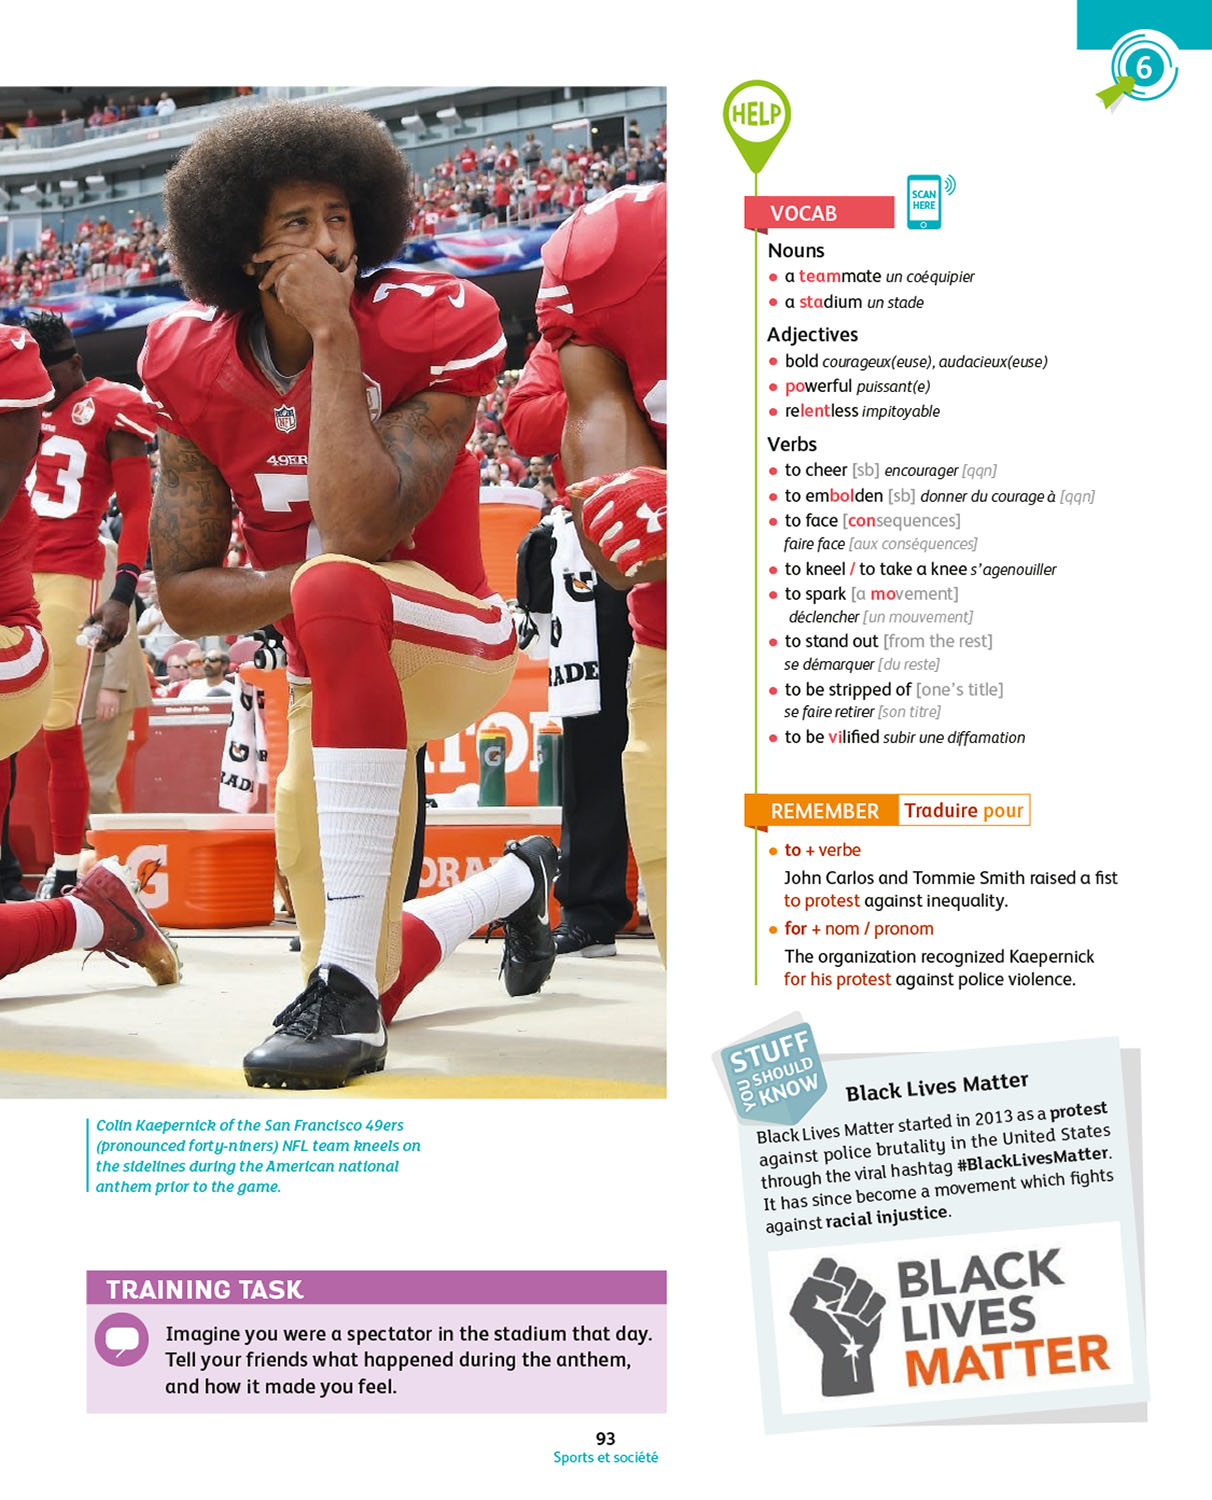 6
HELP
VOCAB
SCAN
HERE
Nouns
• a teammate un coéquipier
• a stadium un stade
Adjectives
• bold courageux(euse), audacieux(euse)
• powerful puissant(e)
• relentless impitoyable
Verbs
• to cheer [sb] encourager [qqn]
• to embolden [sb] donner du courage à [qqn]
• to face [consequences]
faire face [aux conséquences]
• to kneel / to take a knee s'agenouiller
• to spark [a movement]
déclencher [un mouvement]
• to stand out [from the rest]
se démarquer [du reste]
• to be stripped of [one's title]
se faire retirer [son titre]
• to be vilified subir une diffamation
REMEMBER Traduire pour
• to + verbe
John Carlos and Tommie Smith raised a fist
to protest against inequality.
• for + nom / pronom
The organization recognized Kaepernick
for his protest against police violence.
STUFF
YOU SHOULD
KNOW
Black Lives Matter
Black Lives Matter started in 2013 as a protest
against police brutality in the United States
through the viral hashtag #BlackLivesMatter.
It has since become a movement which fights
against racial injustice.
BLACK
LIVES
MATTER
7
NFL
49ER
7
3
ADE
RAD
G
G
ORA
Colin Kaepernick of the San Francisco 49ers
(pronounced forty-niners) NFL team kneels on
the sidelines during the American national
anthem prior to the game.
TRAINING TASK
Imagine you were a spectator in the stadium that day.
Tell your friends what happened during the anthem,
and how it made you feel.
93
Sports et société